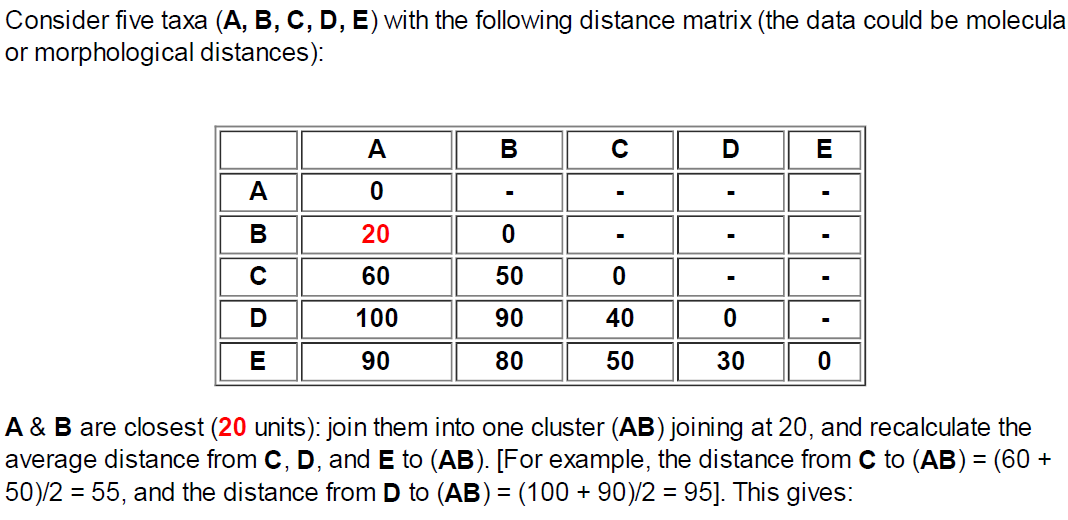 Consider five taxa (A, B, C, D, E) with the following distance matrix (the data could be molecula
or morphological distances):
A B C D E
A 0 - - - -
B 20 0 - - -
C 60 50 0 - -
D 100 90 40 0 -
E 90 80 50 30 0
A & B are closest (20 units): join them into one cluster (AB) joining at 20, and recalculate the
average distance from C, D, and E to (AB). [For example, the distance from C to (AB) = (60 +
50)/2 = 55, and the distance from D to (AB) = (100 + 90)/2 = 95]. This gives: